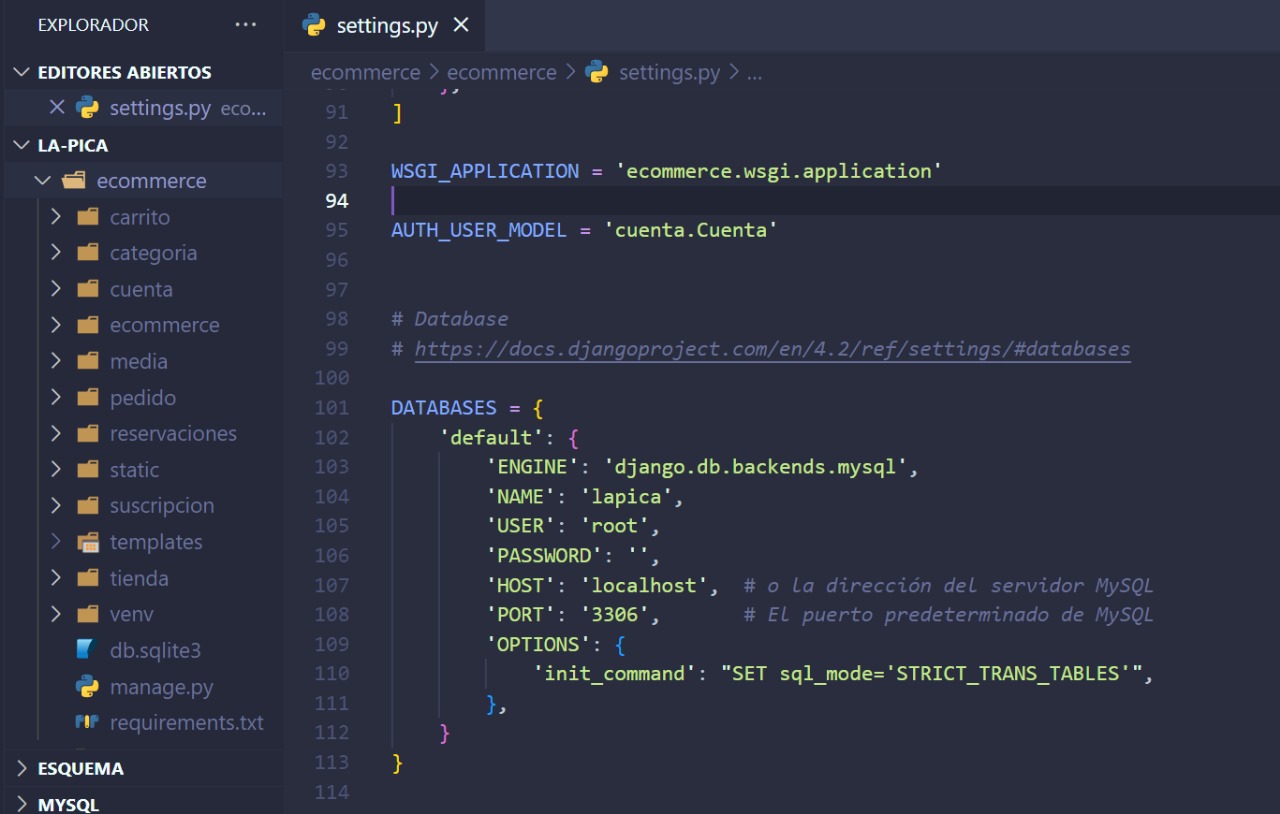 EXPLORADOR ...
EDITORES ABIERTOS
settings.py eco...
LA-PICA
ecommerce
carrito
categoria
cuenta
ecommerce
media
pedido
reservaciones
static
suscripcion
templates
tienda
venv
db.sqlite3
manage.py
requirements.txt
ESQUEMA
MYSQL
settings.py
ecommerce > ecommerce > settings.py > ...
91 ]
92
93 WSGI_APPLICATION = 'ecommerce.wsgi.application'
94
95 AUTH_USER_MODEL = 'cuenta.Cuenta'
96
97
98 # Database
99 # https://docs.djangoproject.com/en/4.2/ref/settings/#databases
100
101 DATABASES = {
102 'default': {
103 'ENGINE': 'django.db.backends.mysql',
104 'NAME': 'lapica',
105 'USER': 'root',
106 'PASSWORD': '',
107 'HOST': 'localhost', # o la dirección del servidor MySQL
108 'PORT': '3306', # El puerto predeterminado de MySQL
109 'OPTIONS': {
110 'init_command': "SET sql_mode='STRICT_TRANS_TABLES'",
111 },
112 }
113 }
114